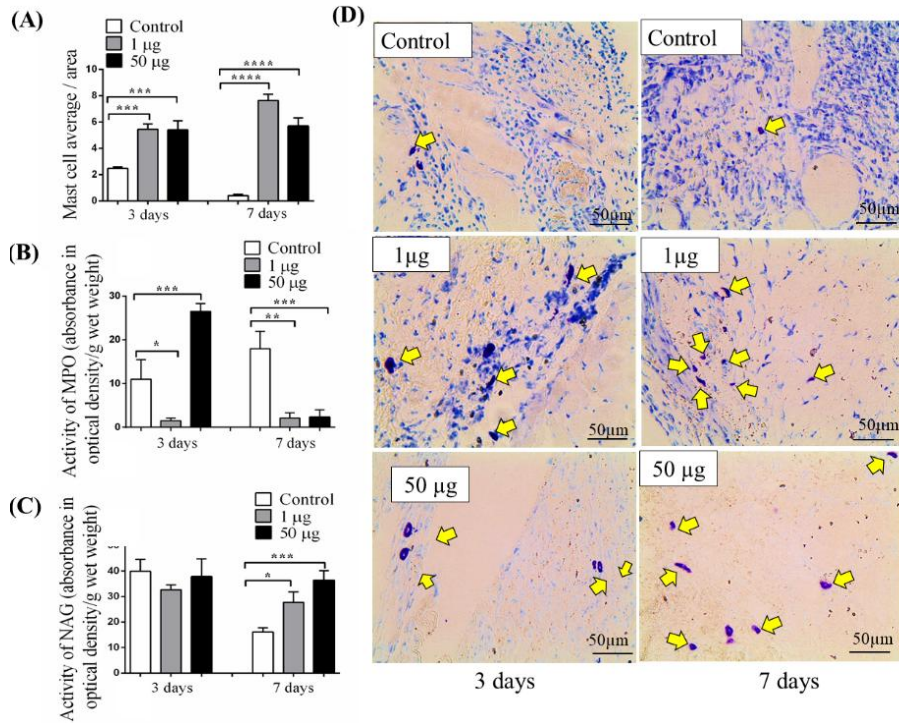 (A)
Control
1 µg
50 µg
Mast cell average / area
8
6
4
2
0
****
****
***
***
3 days
7 days
(B)
Control
1 µg
50 µg
Activity of MPO (absorbance in
optical density/g wet weight)
30
20
10
0
***
*
***
**
3 days
7 days
(C)
Control
1 µg
50 µg
Activity of NAG (absorbance in
optical density/g wet weight)
50
40
30
20
10
0
***
*
3 days
7 days
(D)
Control
50µm
Control
50µm
1µg
50µm
1µg
50µm
50 µg
50µm
50 µg
50µm
3 days
7 days